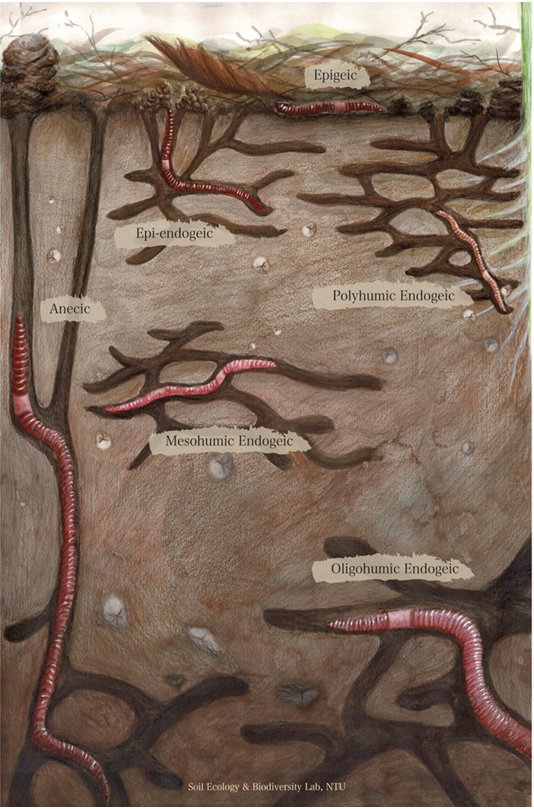 Epigeic
Epi-endogeic
Polyhumic Endogeic
Anecic
Mesohumic Endogeic
Oligohumic Endogeic
Soil Ecology & Biodiversity Lab, NTU